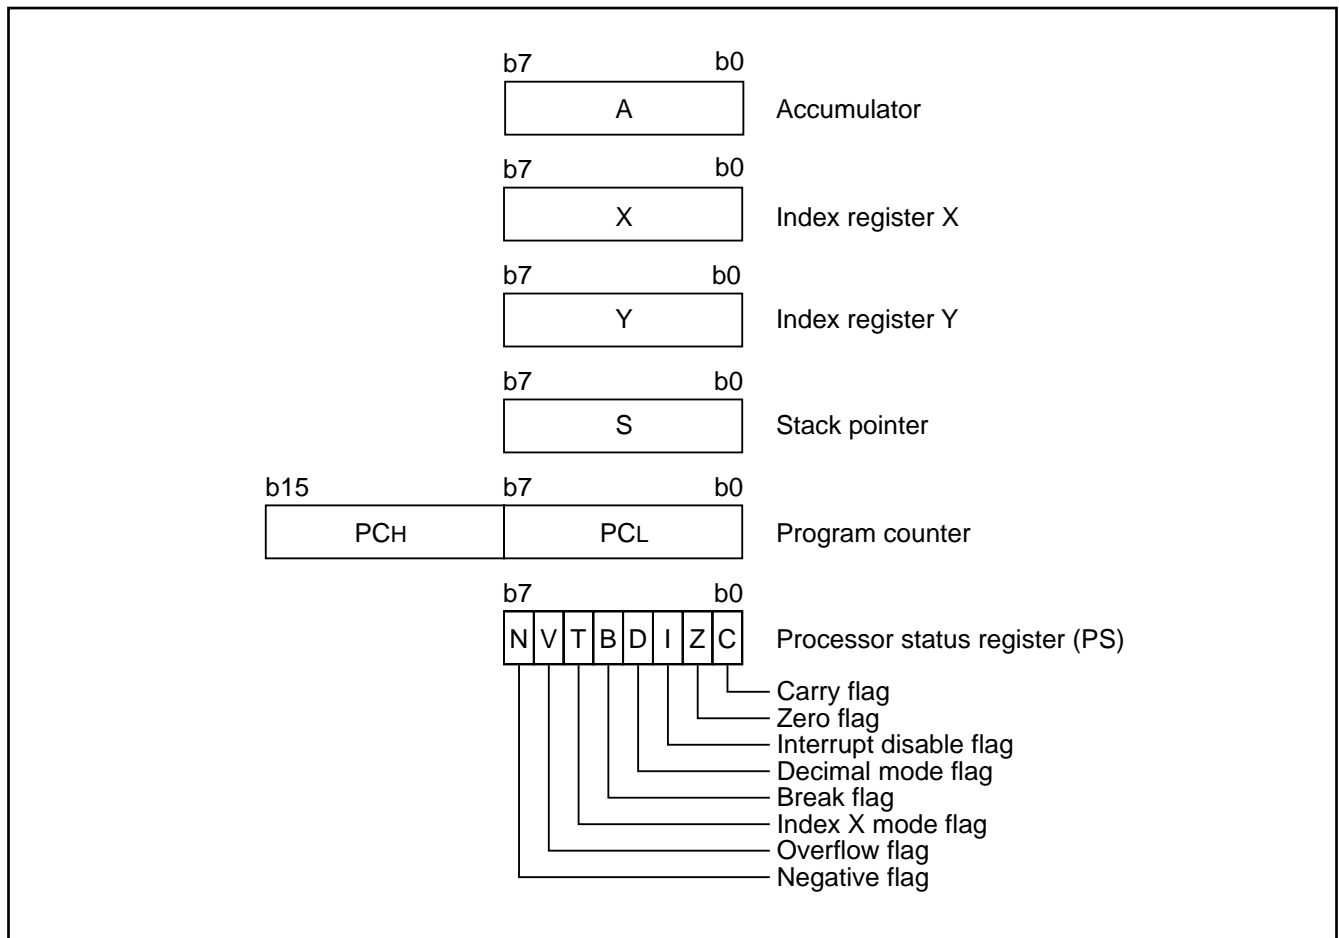 b7 b0
A Accumulator
b7 b0
X Index register X
b7 b0
Y Index register Y
b7 b0
S Stack pointer
b15 b7 b0
PCH PCL Program counter
b7 b0
N V T B D I Z C Processor status register (PS)
Carry flag
Zero flag
Interrupt disable flag
Decimal mode flag
Break flag
Index X mode flag
Overflow flag
Negative flag